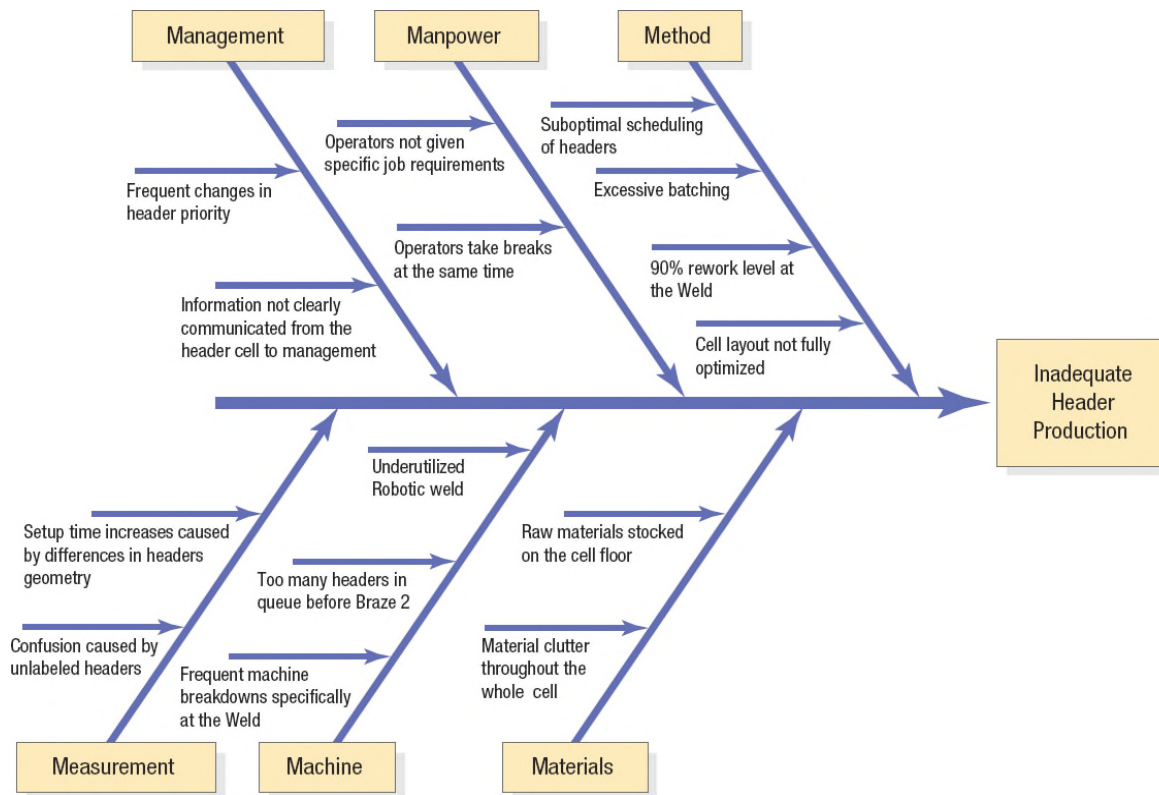 Management
Manpower
Method
Suboptimal scheduling
of headers
Operators not given
specific job requirements
Excessive batching
Frequent changes in
header priority
Operators take breaks
at the same time
90% rework level at
the Weld
Information not clearly
communicated from the
header cell to management
Cell layout not fully
optimized
Inadequate
Header
Production
Underutilized
Robotic weld
Setup time increases caused
by differences in headers
geometry
Raw materials stocked
on the cell floor
Too many headers in
queue before Braze 2
Confusion caused by
unlabeled headers
Material clutter
throughout the
whole cell
Frequent machine
breakdowns specifically
at the Weld
Measurement
Machine
Materials